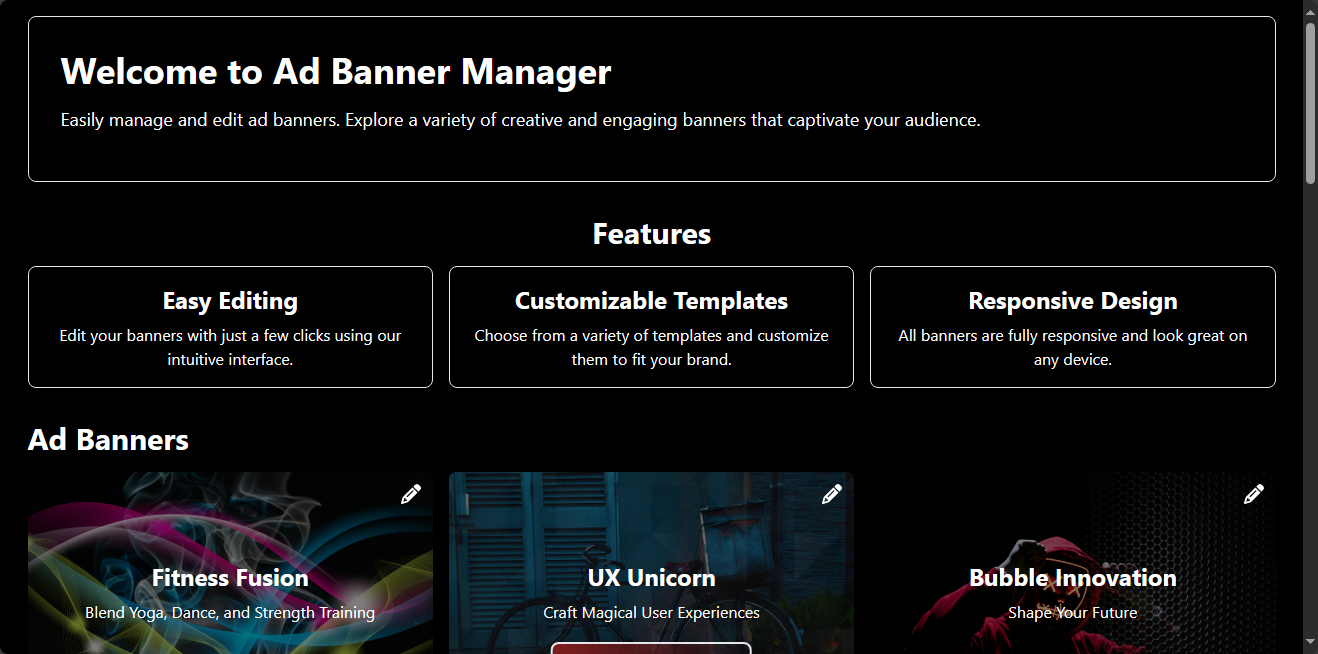 Welcome to Ad Banner Manager
Easily manage and edit ad banners. Explore a variety of creative and engaging banners that captivate your audience.
Features
Easy Editing
Edit your banners with just a few clicks using our
intuitive interface.
Customizable Templates
Choose from a variety of templates and customize
them to fit your brand.
Responsive Design
All banners are fully responsive and look great on
any device.
Ad Banners
Fitness Fusion
Blend Yoga, Dance, and Strength Training
UX Unicorn
Craft Magical User Experiences
Bubble Innovation
Shape Your Future